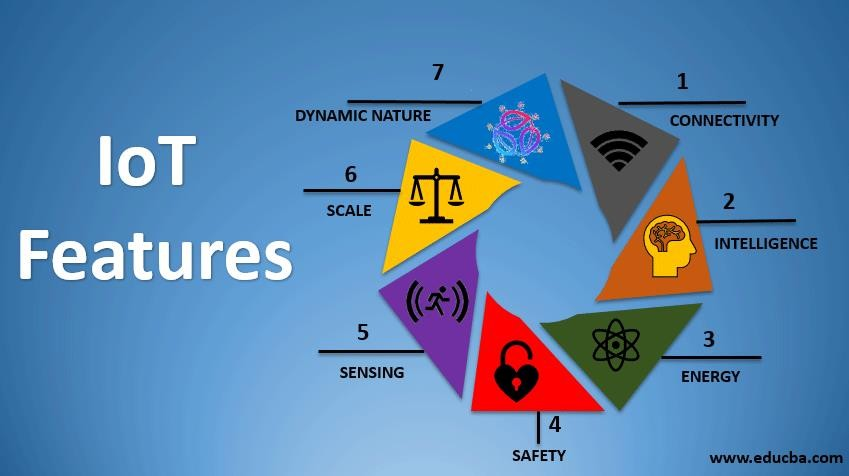 IoT
Features
1
CONNECTIVITY
2
INTELLIGENCE
3
ENERGY
4
SAFETY
5
SENSING
6
SCALE
7
DYNAMIC NATURE
www.educba.com